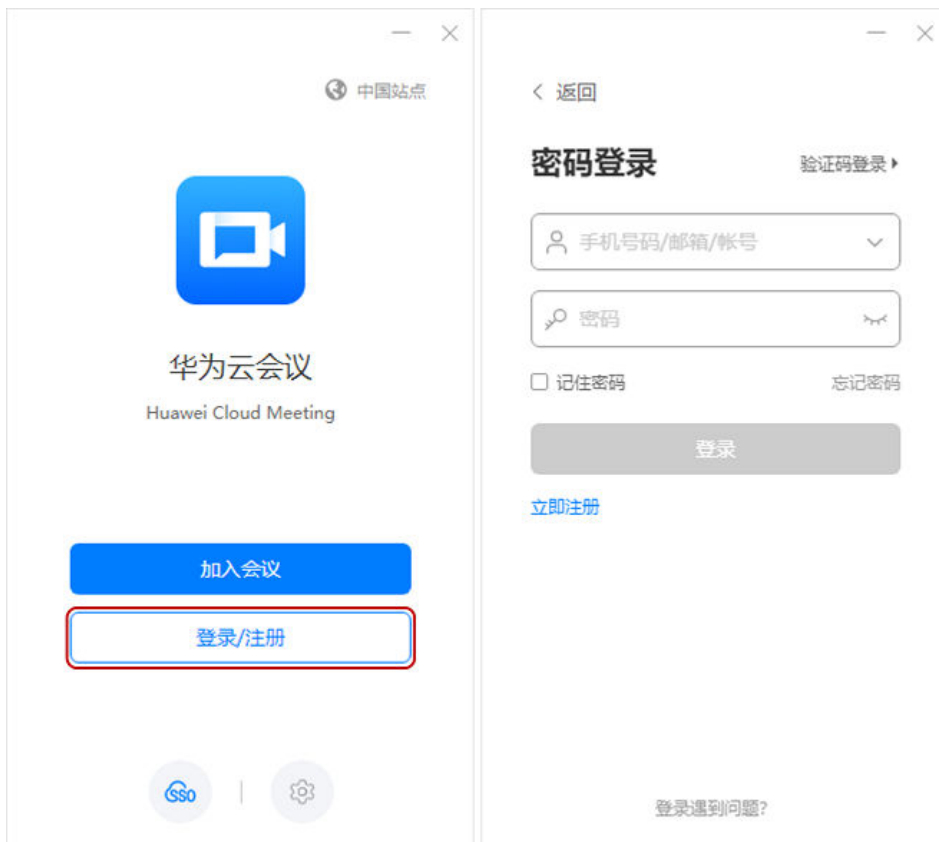 中国站点
华为云会议
Huawei Cloud Meeting
加入会议
登录/注册
SSO
返回
密码登录
验证码登录
手机号码/邮箱/帐号
密码
记住密码
忘记密码
登录
立即注册
登录遇到问题?